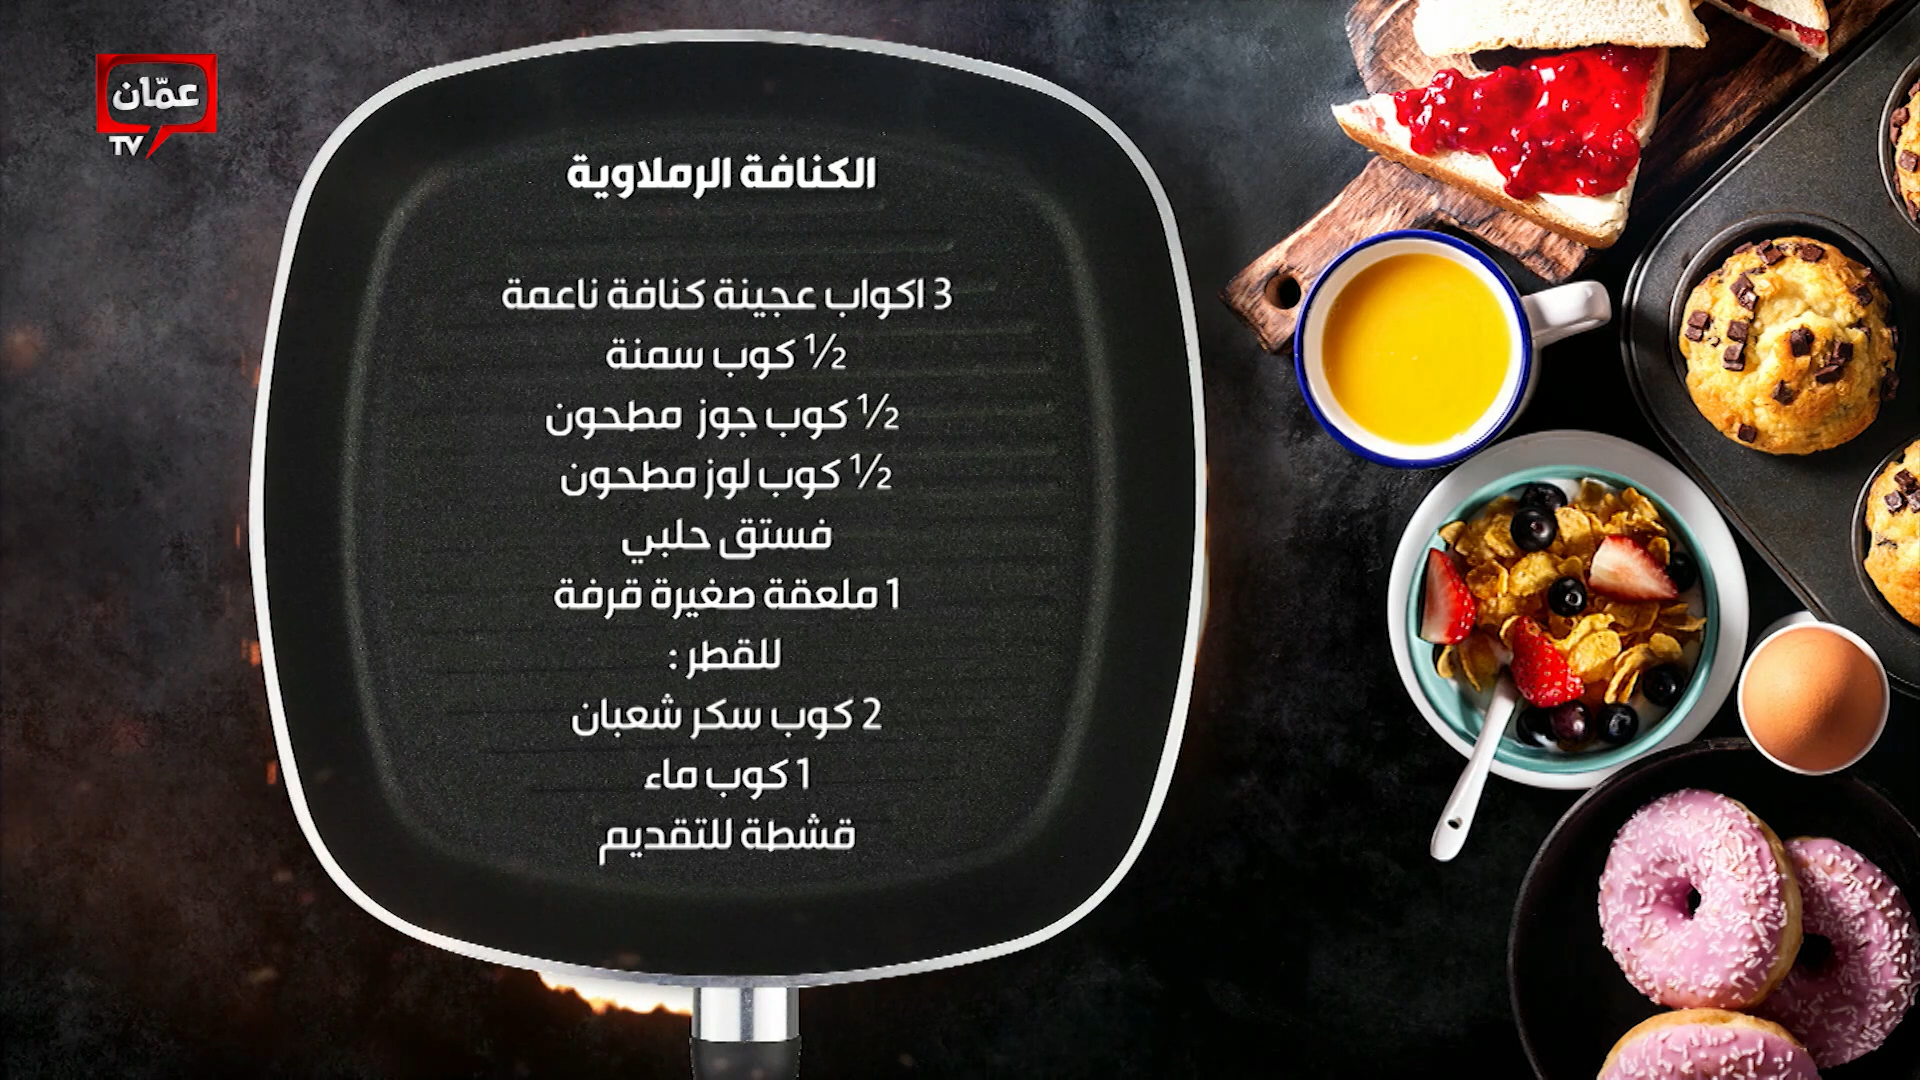 عمّان
TV
الكنافة الرملاوية
3 اكواب عجينة كنافة ناعمة
½ كوب سمنة
½ كوب جوز مطحون
½ كوب لوز مطحون
فستق حلبي
1 ملعقة صغيرة قرفة
للقطر :
2 كوب سكر شعبان
1 كوب ماء
قشطة للتقديم